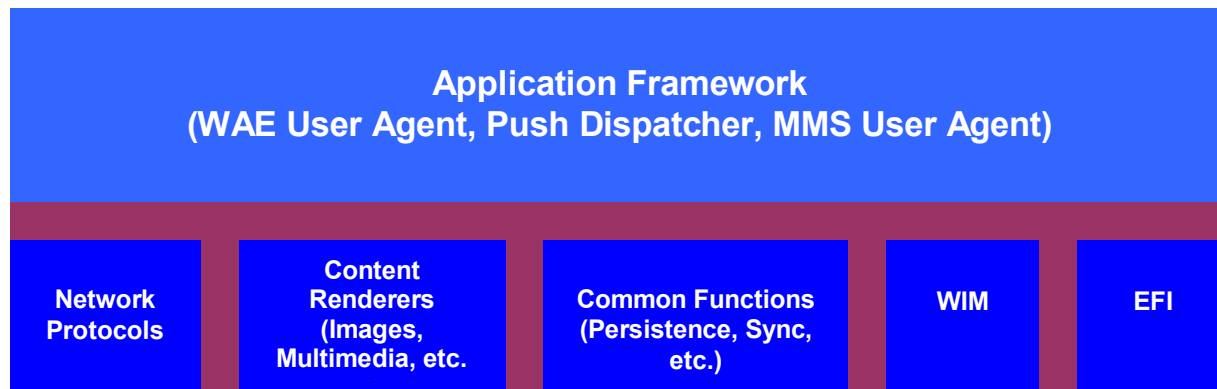 Application Framework
(WAE User Agent, Push Dispatcher, MMS User Agent)
Network
Protocols
Content
Renderers
(Images,
Multimedia, etc.
Common Functions
(Persistence, Sync,
etc.)
WIM
EFI